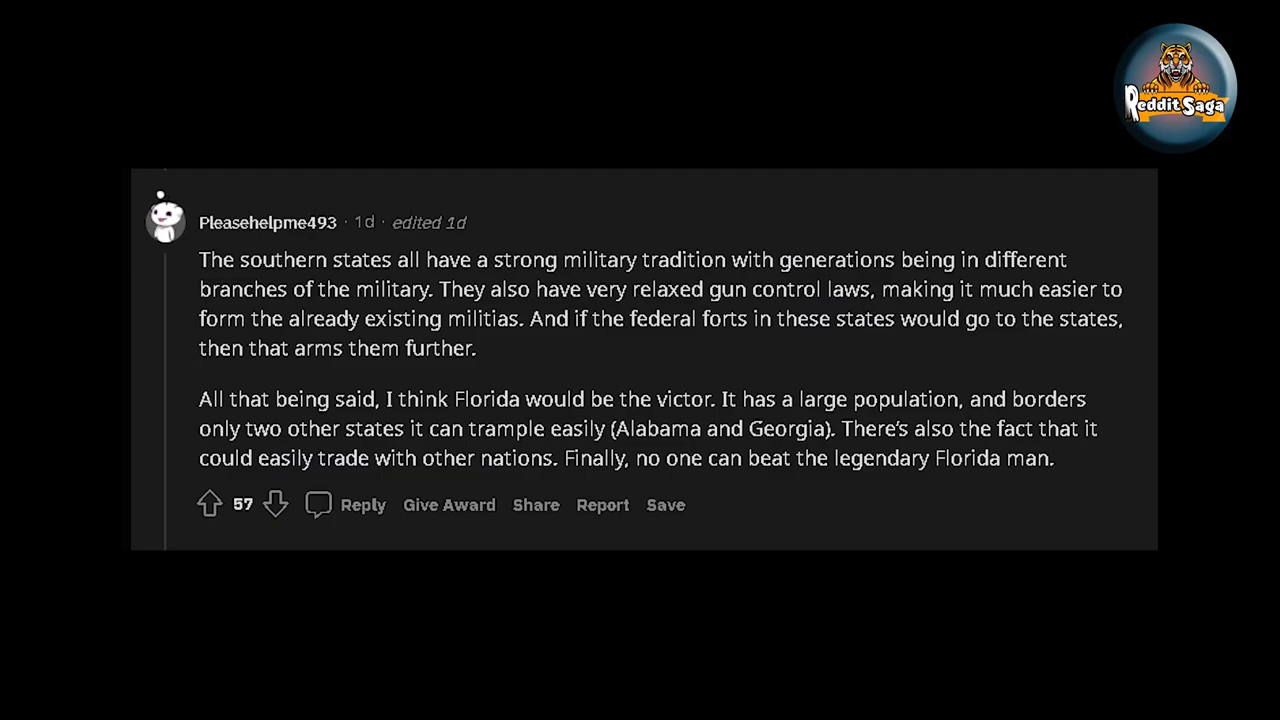 Reddit Saga
Pleasehelpme493 · 1d · edited 1d
The southern states all have a strong military tradition with generations being in different
branches of the military. They also have very relaxed gun control laws, making it much easier to
form the already existing militias. And if the federal forts in these states would go to the states,
then that arms them further.
All that being said, I think Florida would be the victor. It has a large population, and borders
only two other states it can trample easily (Alabama and Georgia). There's also the fact that it
could easily trade with other nations. Finally, no one can beat the legendary Florida man.
57 Reply Give Award Share Report Save